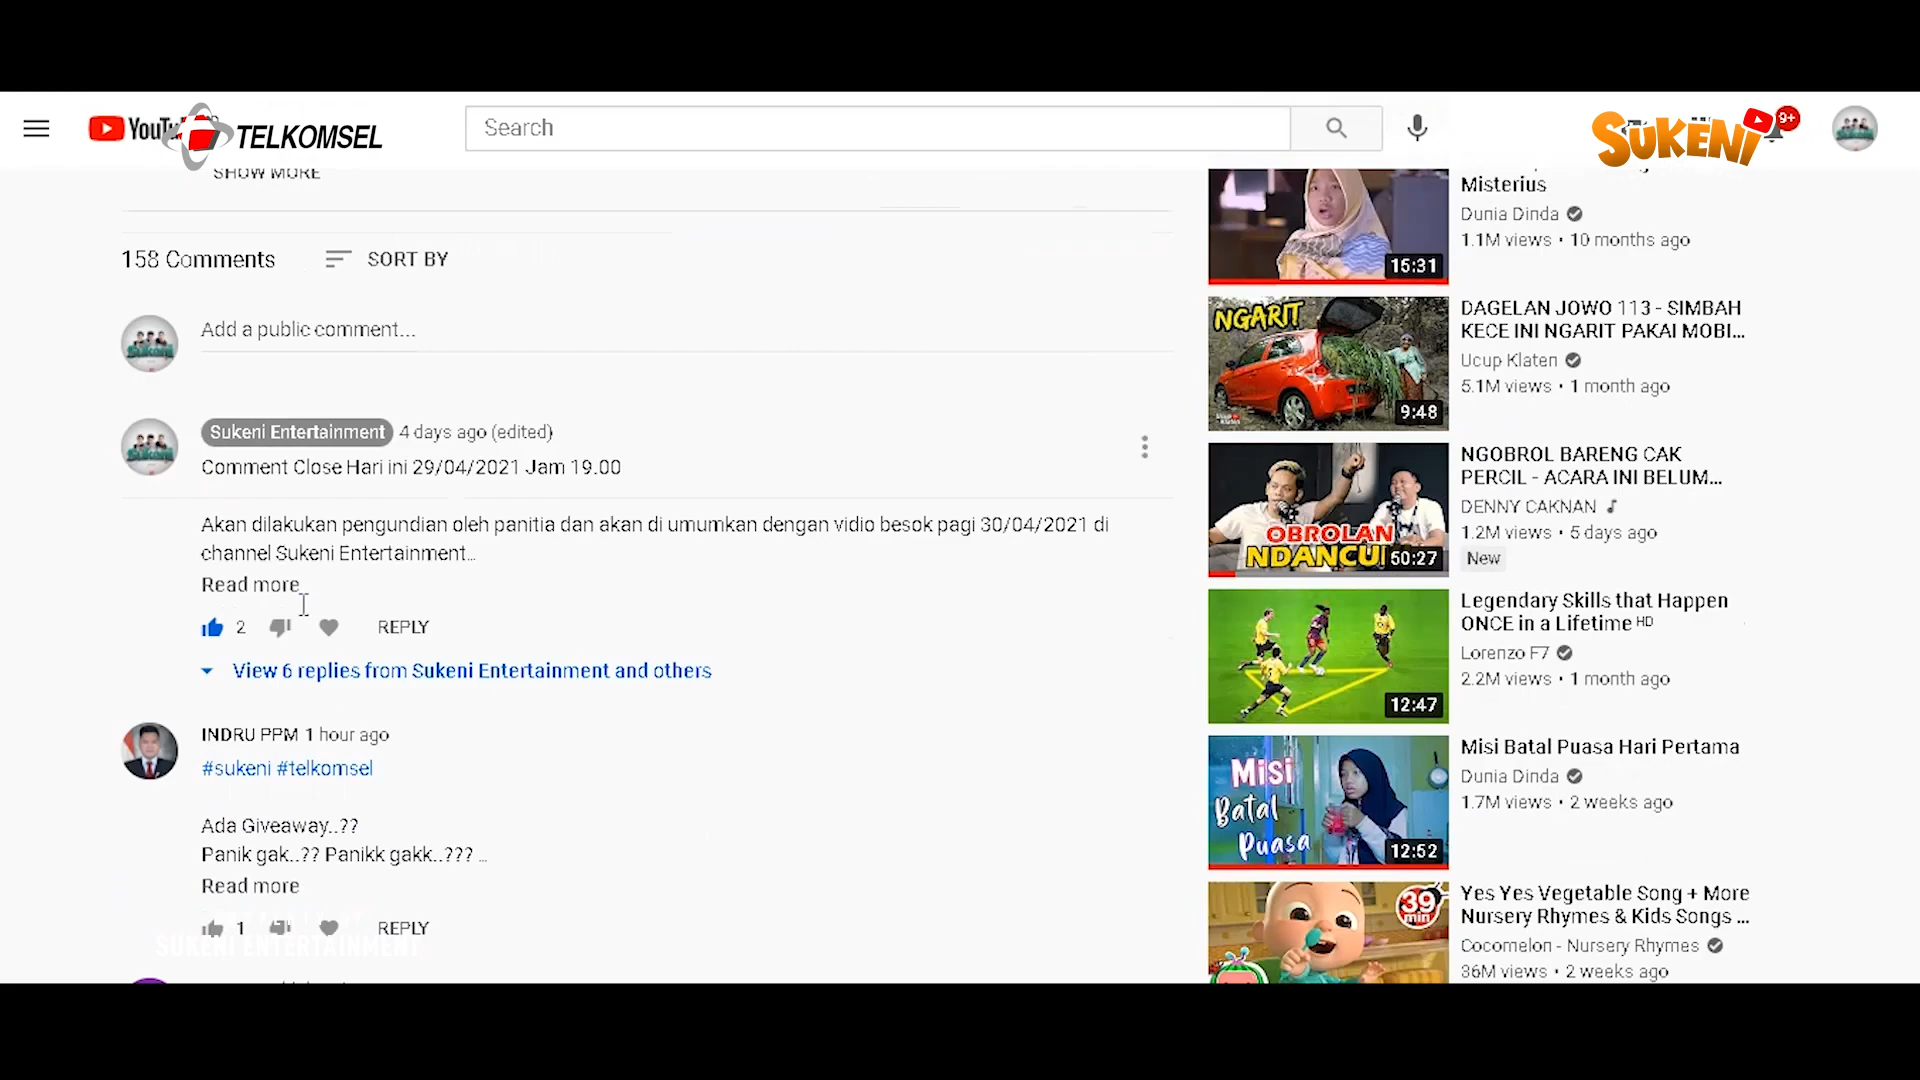 YouTu
TELKOMSEL
Search
SUKENI
9+
SHOW MORE
158 Comments
SORT BY
Add a public comment...
Sukeni Entertainment 4 days ago (edited)
Comment Close Hari ini 29/04/2021 Jam 19.00
Akan dilakukan pengundian oleh panitia dan akan di umumkan dengan vidio besok pagi 30/04/2021 di
channel Sukeni Entertainment...
Read more
2
REPLY
View 6 replies from Sukeni Entertainment and others
INDRU PPM 1 hour ago
#sukeni #telkomsel
Ada Giveaway..??
Panik gak..?? Panikk gakk..??? ...
Read more
1
REPLY
SUKENI ENTERTAINMENT
15:31
Misterius
Dunia Dinda
1.1M views • 10 months ago
NGARIT
9:48
DAGELAN JOWO 113 - SIMBAH
KECE INI NGARIT PAKAI MOBI...
Ucup Klaten
5.1M views • 1 month ago
OBROLAN
NDANCU
50:27
NGOBROL BARENG CAK
PERCIL - ACARA INI BELUM...
DENNY CAKNAN
1.2M views • 5 days ago
New
12:47
Legendary Skills that Happen
ONCE in a Lifetime HD
Lorenzo F7
2.2M views • 1 month ago
Misi
Batal
Puasa
12:52
Misi Batal Puasa Hari Pertama
Dunia Dinda
1.7M views • 2 weeks ago
39
min
Yes Yes Vegetable Song + More
Nursery Rhymes & Kids Songs ...
Cocomelon - Nursery Rhymes
36M views • 2 weeks ago